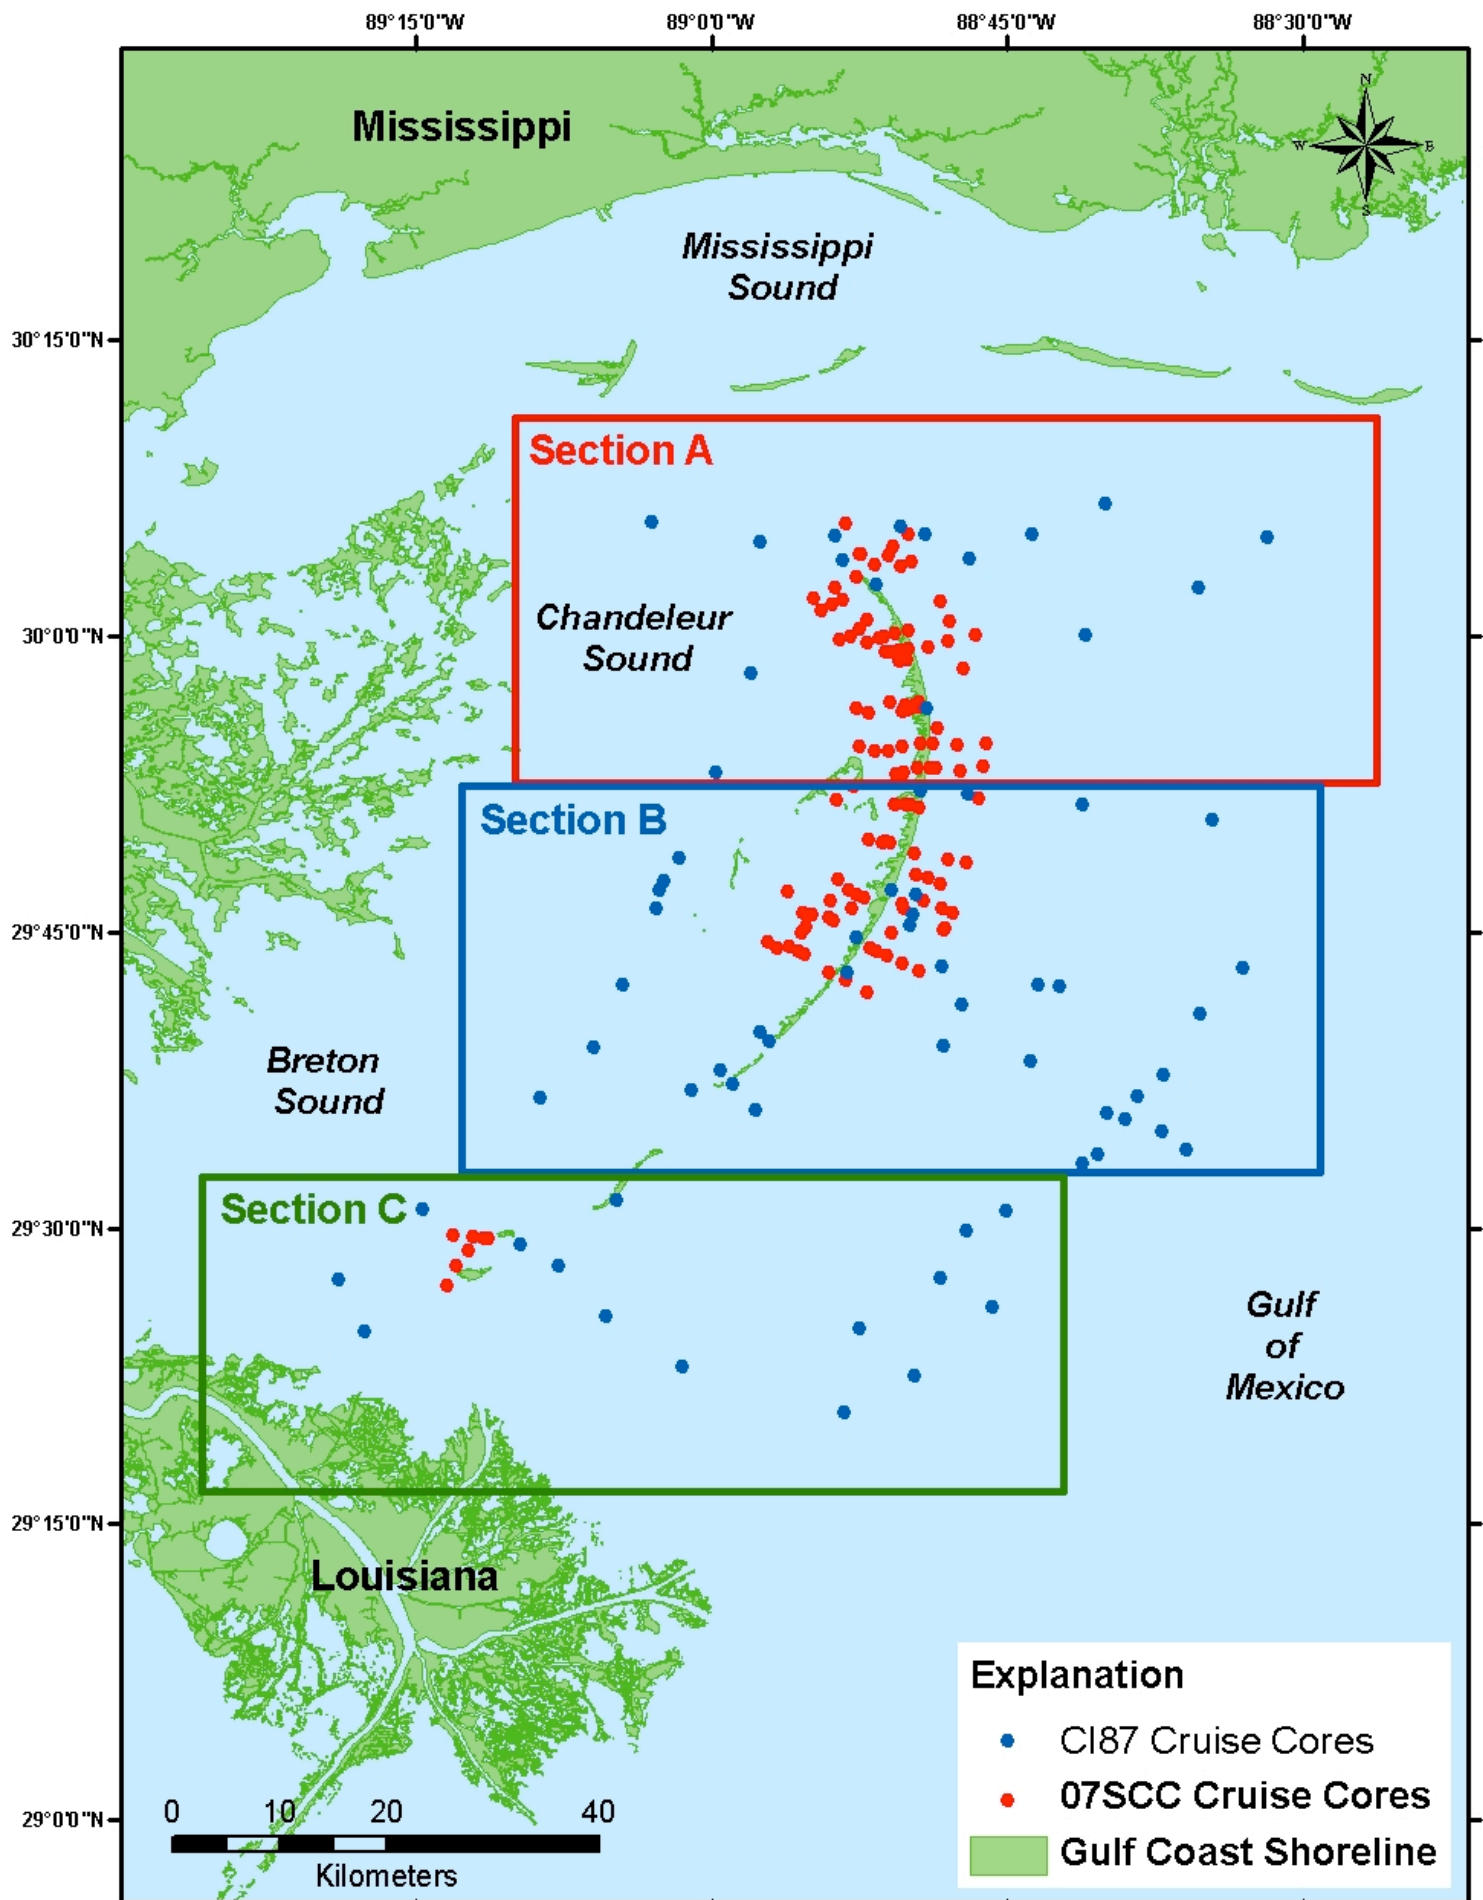 89°15'0"W 89°0'0"W 88°45'0"W 88°30'0"W
N
W E
S
Mississippi
Mississippi
Sound
30°15'0"N
Section A
Chandeleur
Sound
30°0'0"N
Section B
29°45'0"N
Breton
Sound
Section C
29°30'0"N
Gulf
of
Mexico
29°15'0"N
Louisiana
Explanation
CI87 Cruise Cores
07SCC Cruise Cores
Gulf Coast Shoreline
29°0'0"N
0 10 20 40
Kilometers